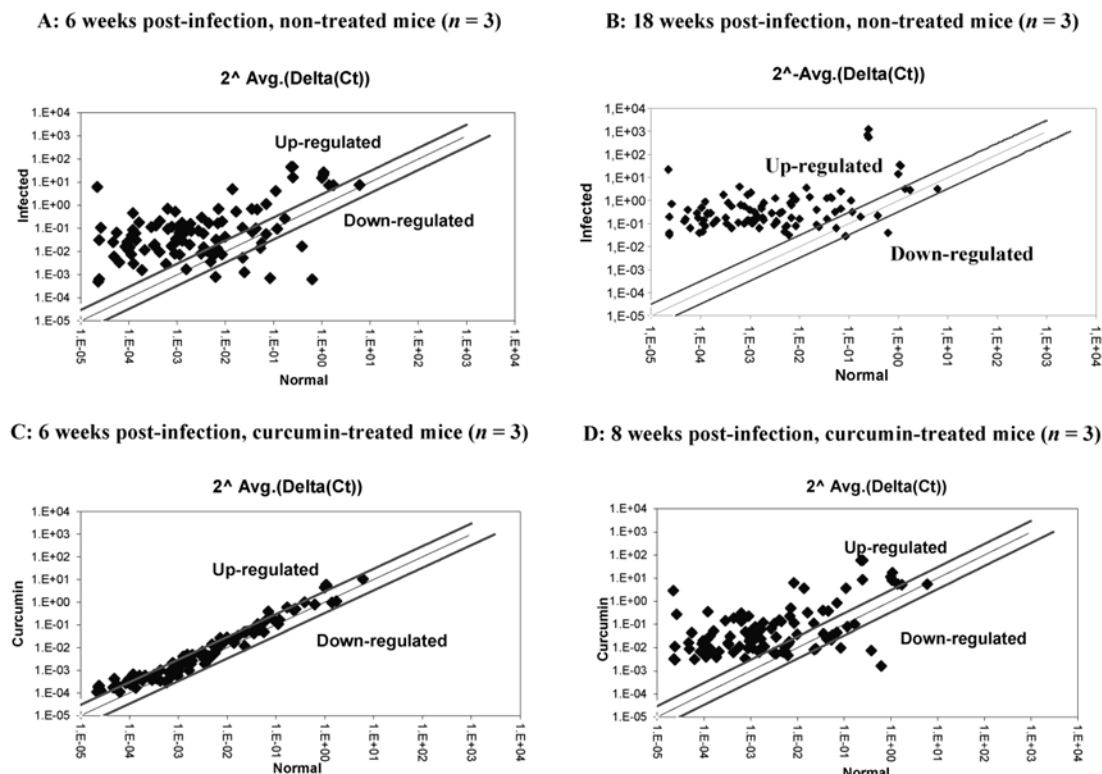 A: 6 weeks post-infection, non-treated mice (n = 3)
2^ Avg.(Delta(Ct))
1.E+04
1.E+03
1.E+02
1.E+01
1.E+00
1.E-01
1.E-02
1.E-03
1.E-04
1.E-05
Infected
Up-regulated
Down-regulated
1.E-05
1.E-04
1.E-03
1.E-02
1.E-01
1.E+00
1.E+01
1.E+02
1.E+03
1.E+04
Normal
B: 18 weeks post-infection, non-treated mice (n = 3)
2^-Avg.(Delta(Ct))
1.E+04
1.E+03
1.E+02
1.E+01
1.E+00
1.E-01
1.E-02
1.E-03
1.E-04
1.E-05
Infected
Up-regulated
Down-regulated
1,E-05
1,E-04
1,E-03
1,E-02
1,E-01
1,E+00
1,E+01
1,E+02
1,E+03
1,E+04
Normal
C: 6 weeks post-infection, curcumin-treated mice (n = 3)
2^ Avg.(Delta(Ct))
1.E+04
1.E+03
1.E+02
1.E+01
1.E+00
1.E-01
1.E-02
1.E-03
1.E-04
1.E-05
Curcumin
Up-regulated
Down-regulated
1.E-05
1.E-04
1.E-03
1.E-02
1.E-01
1.E+00
1.E+01
1.E+02
1.E+03
1.E+04
Normal
D: 8 weeks post-infection, curcumin-treated mice (n = 3)
2^ Avg.(Delta(Ct))
1.E+04
1.E+03
1.E+02
1.E+01
1.E+00
1.E-01
1.E-02
1.E-03
1.E-04
1.E-05
Curcumin
Up-regulated
Down-regulated
1.E-05
1.E-04
1.E-03
1.E-02
1.E-01
1.E+00
1.E+01
1.E+02
1.E+03
1.E+04
Normal